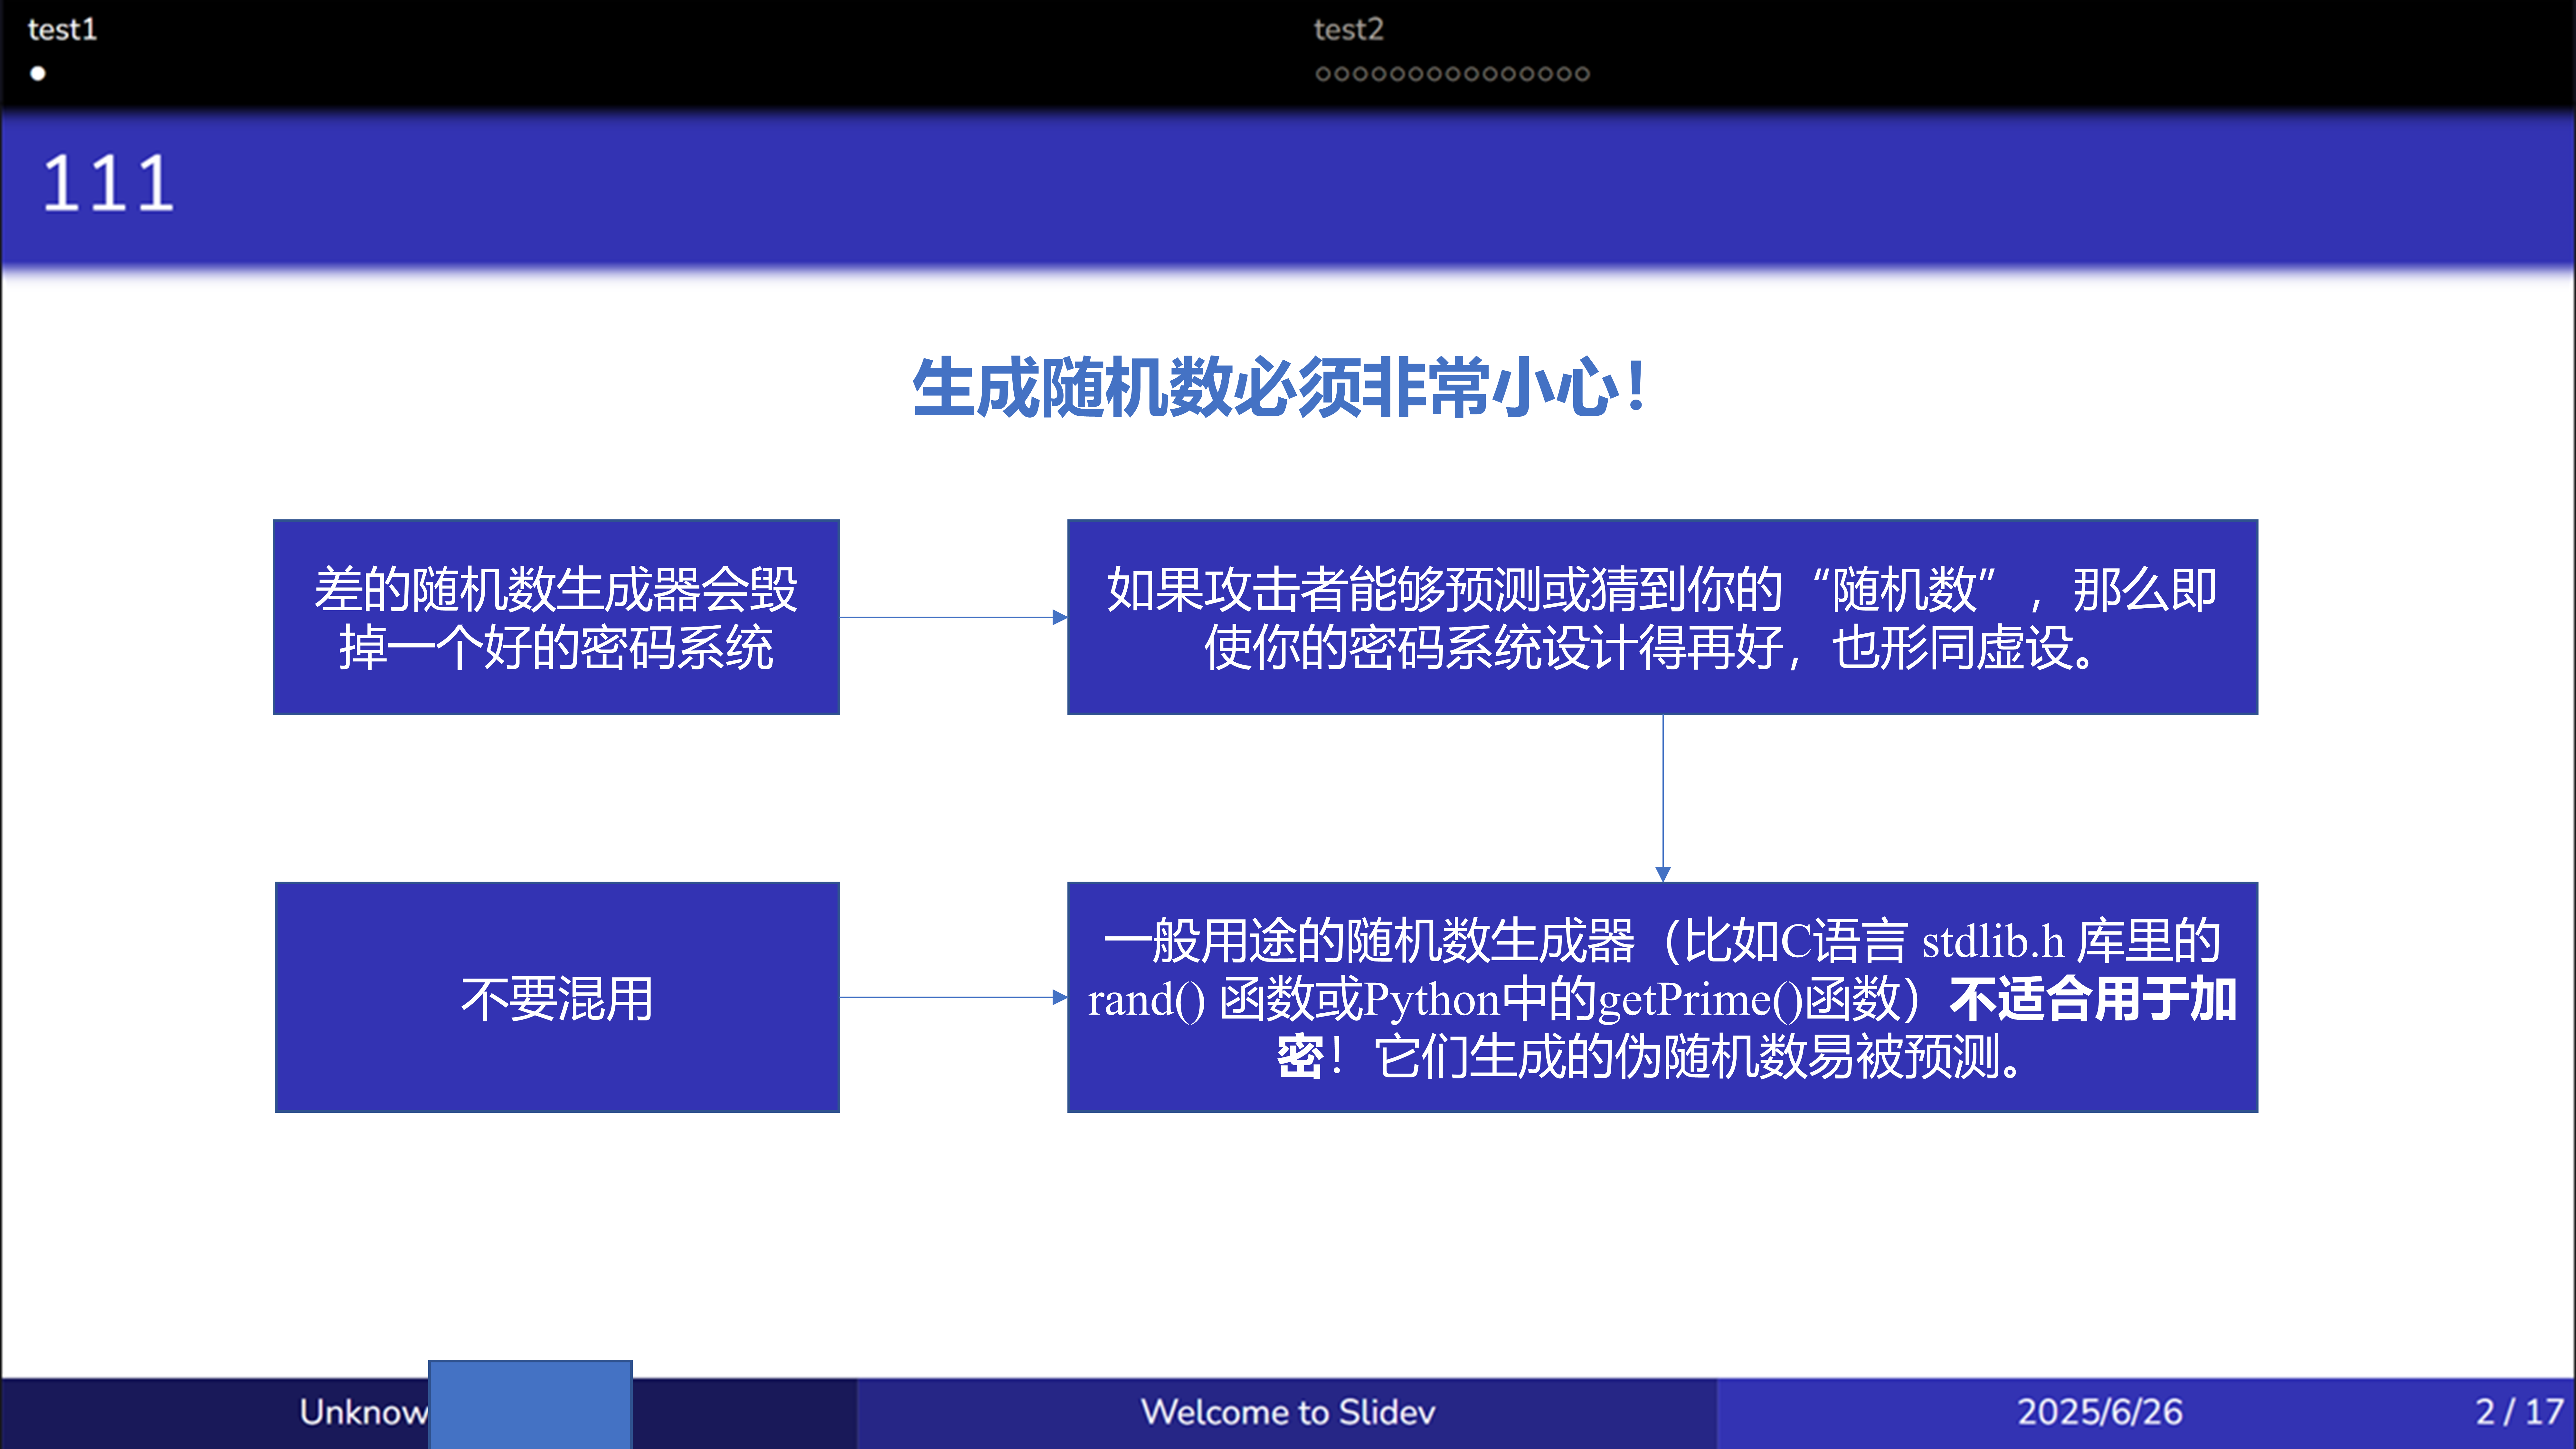 test1
test2
111
生成随机数必须非常小心！
差的随机数生成器会毁
掉一个好的密码系统
如果攻击者能够预测或猜到你的“随机数”，那么即
使你的密码系统设计得再好，也形同虚设。
不要混用
一般用途的随机数生成器（比如C语言 stdlib.h 库里的
rand() 函数或Python中的getPrime()函数）不适合用于加
密！它们生成的伪随机数易被预测。
Unknow
Welcome to Slidev
2025/6/26
2 / 17